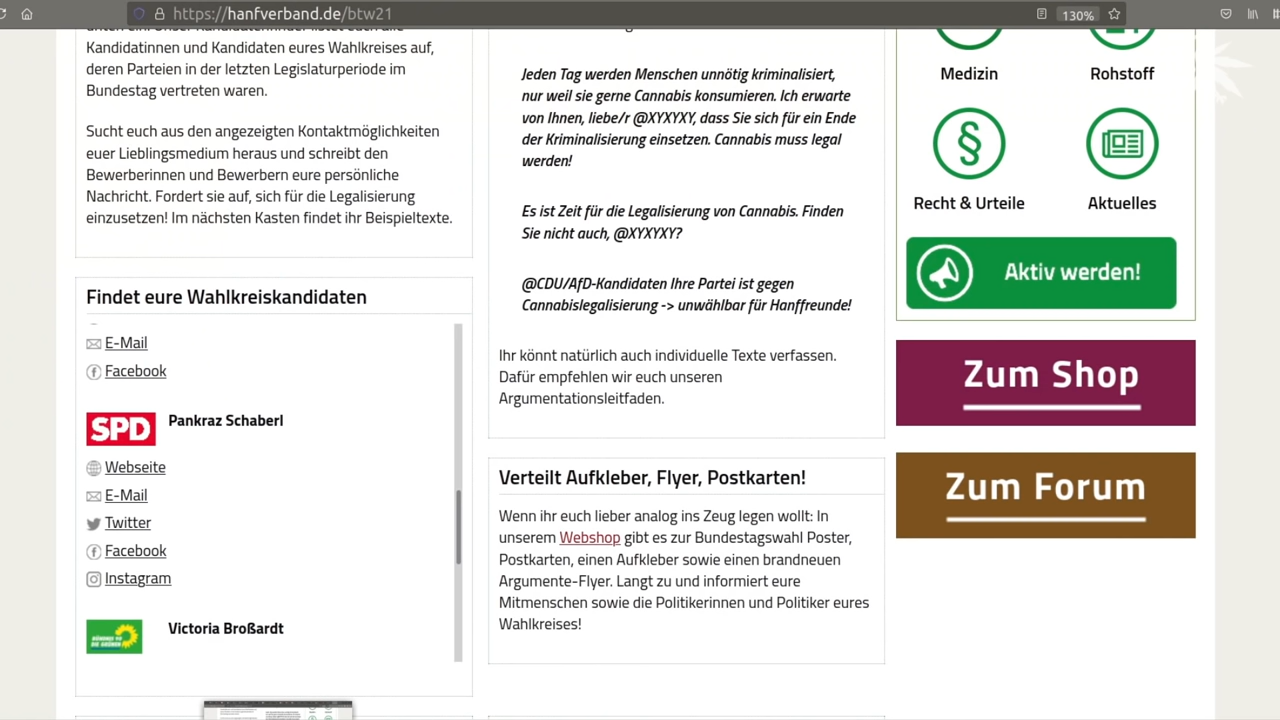 https://hanfverband.de/btw21
130%
Kandidatinnen und Kandidaten eures Wahlkreises auf,
deren Parteien in der letzten Legislaturperiode im
Bundestag vertreten waren.
Sucht euch aus den angezeigten Kontaktmöglichkeiten
euer Lieblingsmedium heraus und schreibt den
Bewerberinnen und Bewerbern eure persönliche
Nachricht. Fordert sie auf, sich für die Legalisierung
einzusetzen! Im nächsten Kasten findet ihr Beispieltexte.
Findet eure Wahlkreiskandidaten
E-Mail
Facebook
SPD
Pankraz Schaberl
Webseite
E-Mail
Twitter
Facebook
Instagram
BÜNDNIS 90
DIE GRÜNEN
Victoria Broßardt
Jeden Tag werden Menschen unnötig kriminalisiert,
nur weil sie gerne Cannabis konsumieren. Ich erwarte
von Ihnen, liebe/r @XYXYXY, dass Sie sich für ein Ende
der Kriminalisierung einsetzen. Cannabis muss legal
werden!
Es ist Zeit für die Legalisierung von Cannabis. Finden
Sie nicht auch, @XYXYXY?
@CDU/AfD-Kandidaten Ihre Partei ist gegen
Cannabislegalisierung -> unwählbar für Hanffreunde!
Ihr könnt natürlich auch individuelle Texte verfassen.
Dafür empfehlen wir euch unseren
Argumentationsleitfaden.
Verteilt Aufkleber, Flyer, Postkarten!
Wenn ihr euch lieber analog ins Zeug legen wollt: In
unserem Webshop gibt es zur Bundestagswahl Poster,
Postkarten, einen Aufkleber sowie einen brandneuen
Argumente-Flyer. Langt zu und informiert eure
Mitmenschen sowie die Politikerinnen und Politiker eures
Wahlkreises!
Medizin
Rohstoff
§
Recht & Urteile
Aktuelles
Aktiv werden!
Zum Shop
Zum Forum